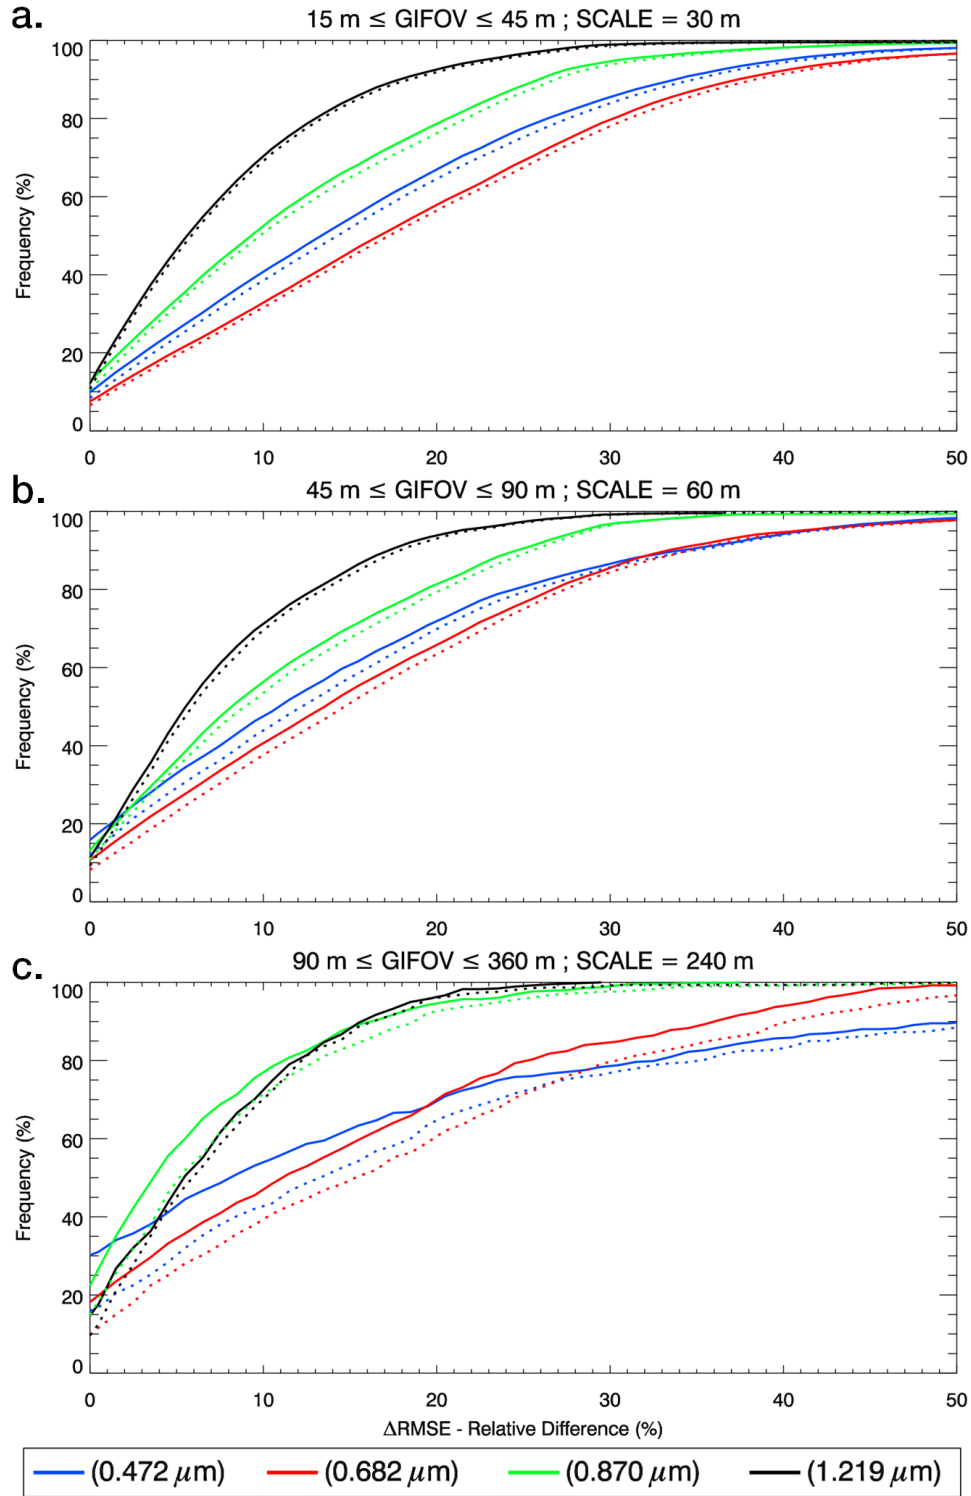 a.
15 m ≤ GIFOV ≤ 45 m ; SCALE = 30 m
100
80
60
40
20
0
Frequency (%)
0 10 20 30 40 50
b.
45 m ≤ GIFOV ≤ 90 m ; SCALE = 60 m
100
80
60
40
20
0
Frequency (%)
0 10 20 30 40 50
c.
90 m ≤ GIFOV ≤ 360 m ; SCALE = 240 m
100
80
60
40
20
0
Frequency (%)
0 10 20 30 40 50
ΔRMSE - Relative Difference (%)
(0.472 μm) (0.682 μm) (0.870 μm) (1.219 μm)